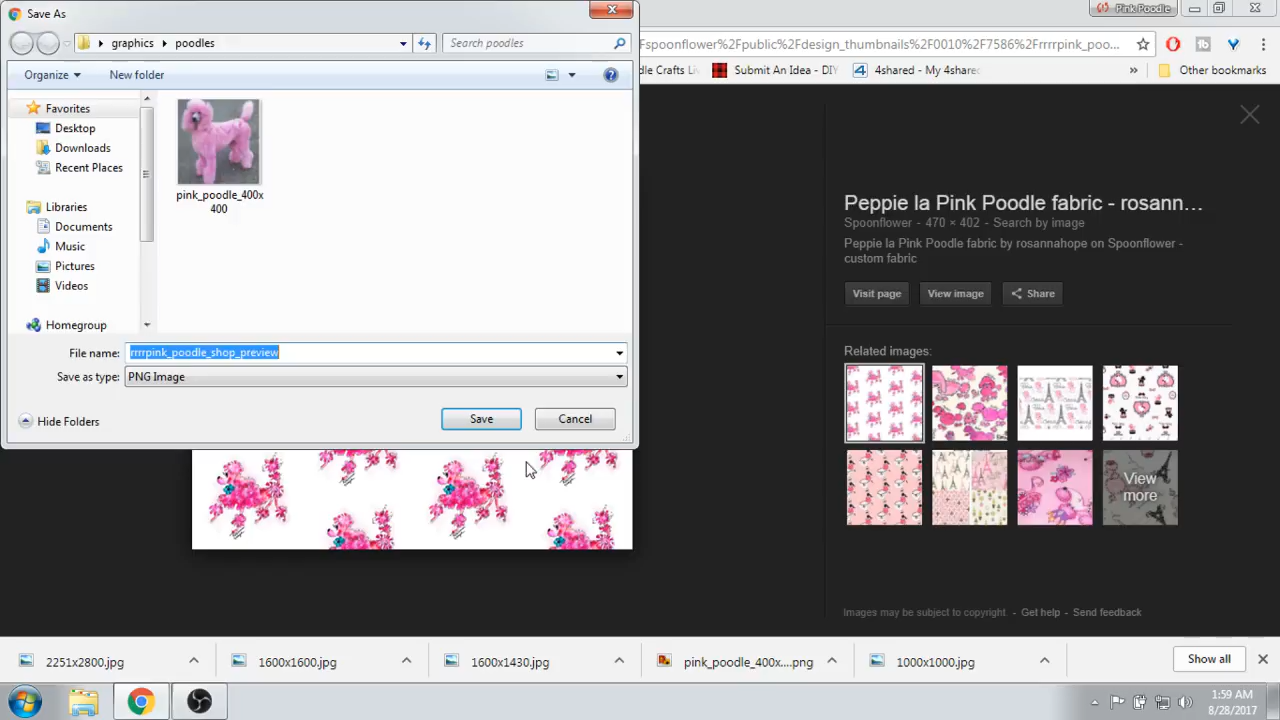 Save As
Pink Poodle
graphics
poodles
Search poodles
spoonflower%2Fpublic%2Fdesign_thumbnails%2F0010%2F7586%2Frrrrpink_poo...
Organize
New folder
dle Crafts Li
Submit An Idea - DIY
4shared - My 4share
»
Other bookmarks
Favorites
Desktop
Downloads
Recent Places
Libraries
Documents
Music
Pictures
Videos
Homegroup
pink_poodle_400x
400
File name:
rrrrpink_poodle_shop_preview
Save as type:
PNG Image
Hide Folders
Save
Cancel
Peppie la Pink Poodle fabric - rosann...
Spoonflower - 470 × 402 - Search by image
Peppie la Pink Poodle fabric by rosannahope on Spoonflower -
custom fabric
Visit page
View image
Share
Related images:
View
more
Images may be subject to copyright. - Get help - Send feedback
2251x2800.jpg
1600x1600.jpg
1600x1430.jpg
pink_poodle_400x....png
1000x1000.jpg
Show all
1:59 AM
8/28/2017